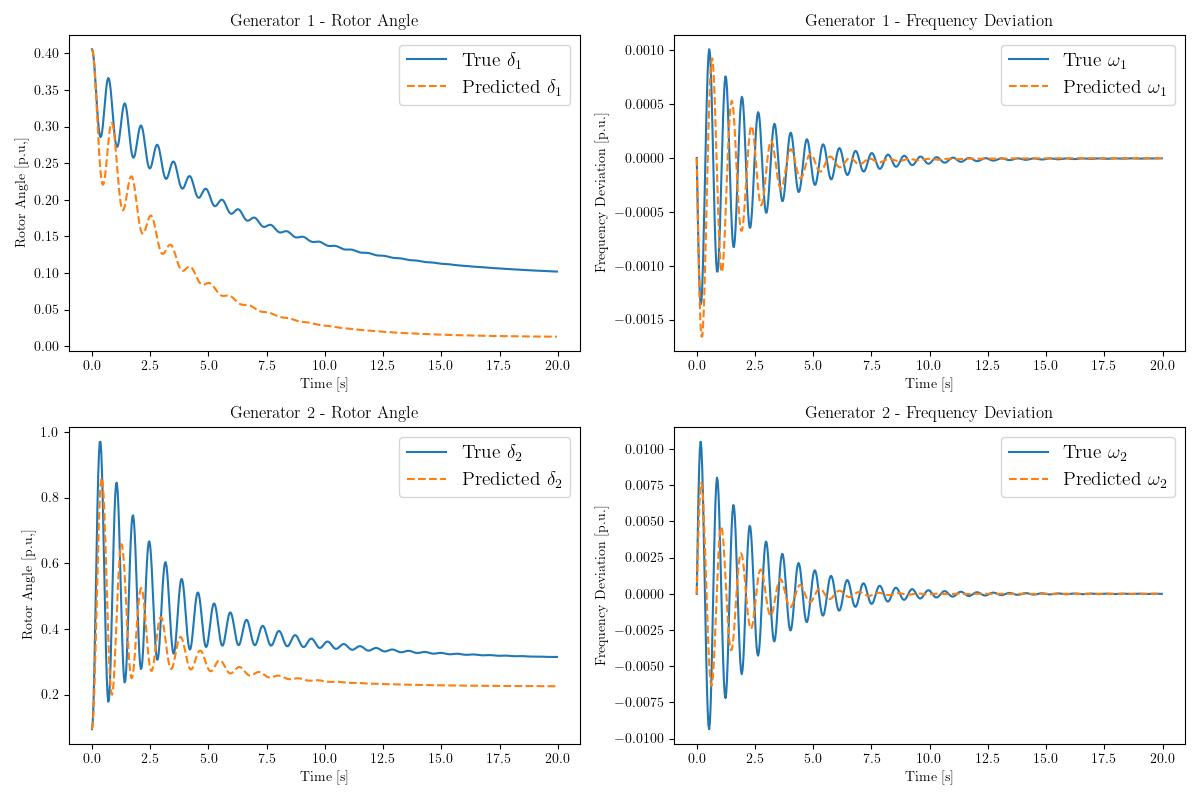 Generator 1 - Rotor Angle
0.40
0.35
0.30
0.25
0.20
0.15
0.10
0.05
0.00
Rotor Angle [p.u.]
True δ₁
Predicted δ₁
0.0 2.5 5.0 7.5 10.0 12.5 15.0 17.5 20.0
Time [s]
Generator 1 - Frequency Deviation
0.0010
0.0005
0.0000
−0.0005
−0.0010
−0.0015
Frequency Deviation [p.u.]
True ω₁
Predicted ω₁
0.0 2.5 5.0 7.5 10.0 12.5 15.0 17.5 20.0
Time [s]
Generator 2 - Rotor Angle
1.0
0.8
0.6
0.4
0.2
Rotor Angle [p.u.]
True δ₂
Predicted δ₂
0.0 2.5 5.0 7.5 10.0 12.5 15.0 17.5 20.0
Time [s]
Generator 2 - Frequency Deviation
0.0100
0.0075
0.0050
0.0025
0.0000
−0.0025
−0.0050
−0.0075
−0.0100
Frequency Deviation [p.u.]
True ω₂
Predicted ω₂
0.0 2.5 5.0 7.5 10.0 12.5 15.0 17.5 20.0
Time [s]